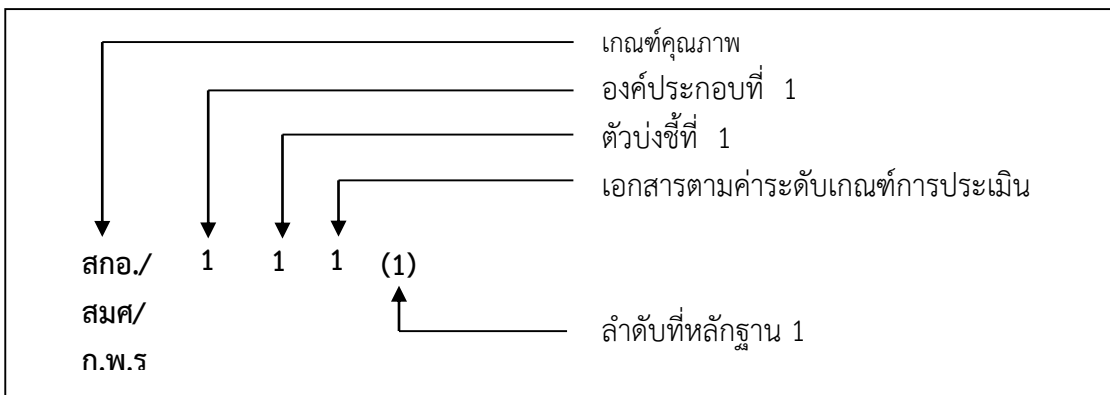 เกณฑ์คุณภาพ
องค์ประกอบที่ 1
ตัวบ่งชี้ที่ 1
เอกสารตามค่าระดับเกณฑ์การประเมิน
สกอ./ 1 1 1 (1)
สมศ/
ก.พ.ร
ลำดับที่หลักฐาน 1